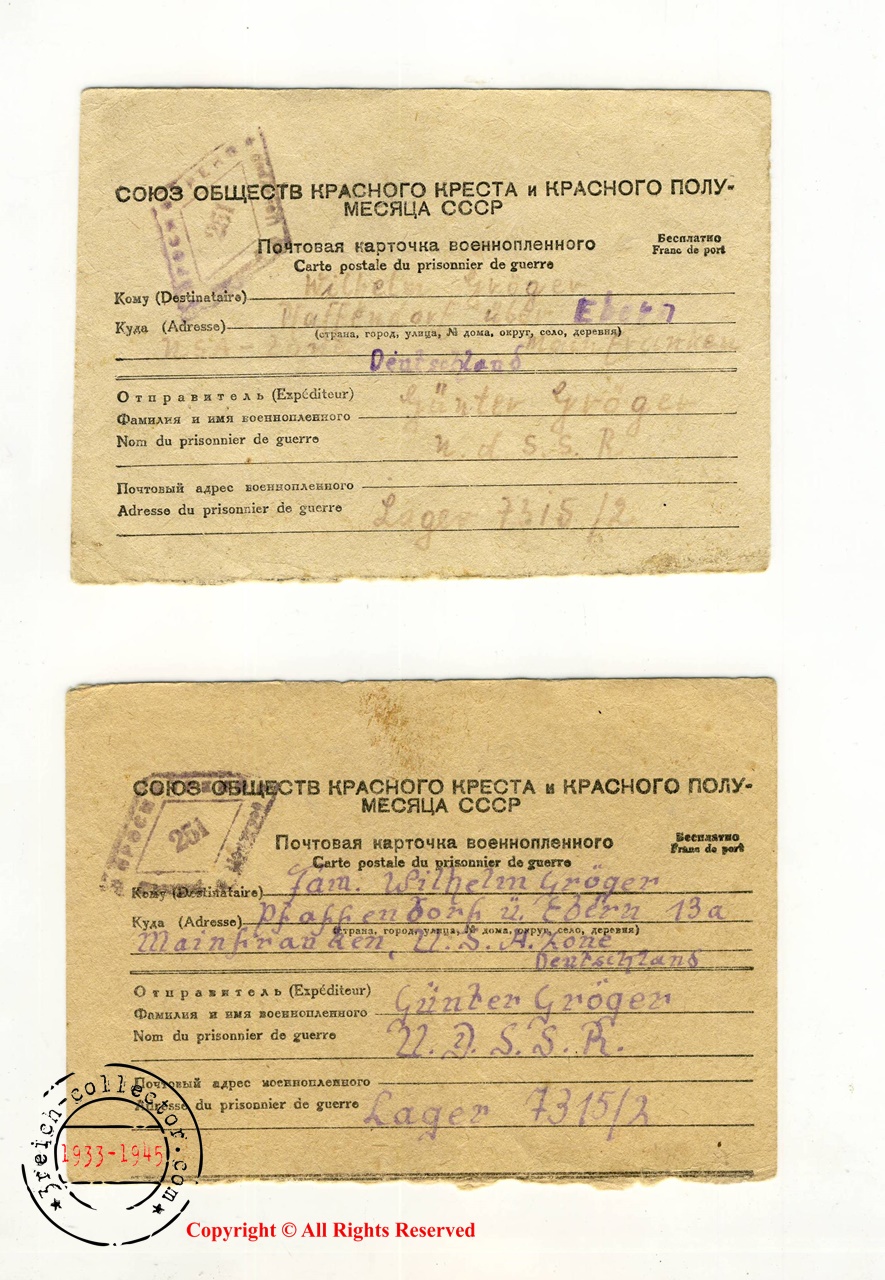 СОЮЗ ОБЩЕСТВ КРАСНОГО КРЕСТА и КРАСНОГО ПОЛУ-
МЕСЯЦА СССР
251
Почтовая карточка военнопленного
Бесплатно
Carte postale du prisonnier de guerre
Franc de port
Wilhelm Gröger
Кому (Destinataire)
Pfaffendorf über Ebern
Куда (Adresse)
(страна, город, улица, № дома, округ, село, деревня)
Mainfranken
Deutschland
Отправитель (Expéditeur)
Günter Gröger
Фамилия и имя военнопленного
Nom du prisonnier de guerre
U. d. S. S. R.
Почтовый адрес военнопленного
Adresse du prisonnier de guerre
Lager 7315/2
СОЮЗ ОБЩЕСТВ КРАСНОГО КРЕСТА и КРАСНОГО ПОЛУ-
МЕСЯЦА СССР
251
Почтовая карточка военнопленного
Бесплатно
Carte postale du prisonnier de guerre
Franc de port
Кому (Destinataire) Fam. Wilhelm Gröger
Куда (Adresse) Pfaffendorf ü. Ebern 13a
(страна, город, улица, № дома, округ, село, деревня)
Mainfranken, U.S.A. Zone
Deutschland
Отправитель (Expéditeur)
Günter Gröger
Фамилия и имя военнопленного
Nom du prisonnier de guerre
U. D. S. S. R.
Почтовый адрес военнопленного
Adresse du prisonnier de guerre
Lager 7315/2
3reich-collector.com
1933-1945
Copyright © All Rights Reserved